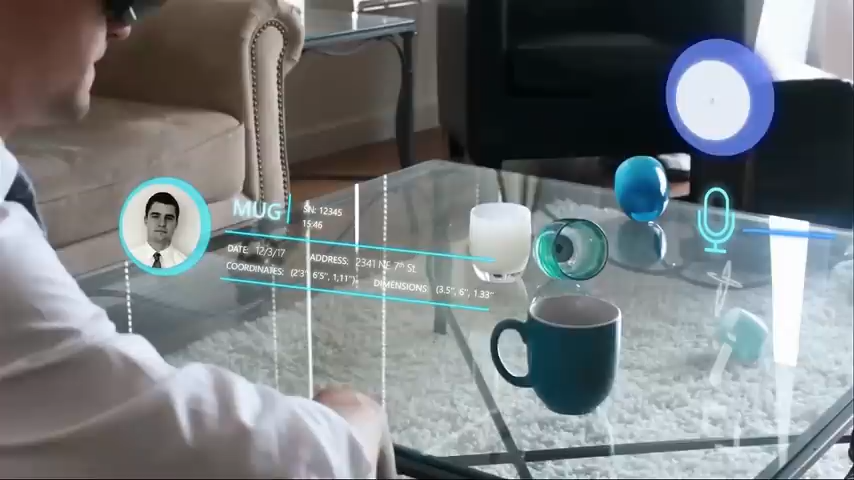 MUG
SN: 12345
15:46
DATE: 12/3/17 ADDRESS: 2341 NE 7th St.
COORDINATES: (2'3", 6'5", 1,11") DIMENSIONS: (3.5", 6", 1.33"